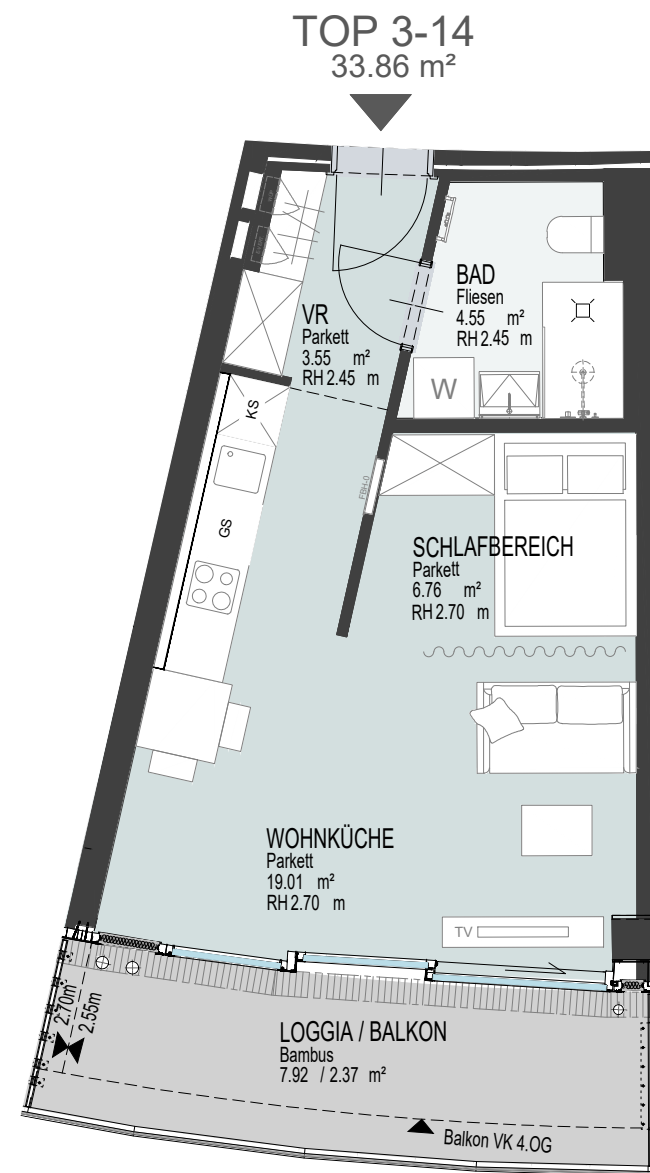 TOP 3-14
33.86 m²
BAD
Fliesen
4.55 m²
RH 2.45 m
VR
Parkett
3.55 m²
RH 2.45 m
W
KS
FBH-0
GS
SCHLAFBEREICH
Parkett
6.76 m²
RH 2.70 m
WOHNKÜCHE
Parkett
19.01 m²
RH 2.70 m
TV
2.70m
2.55m
LOGGIA / BALKON
Bambus
7.92 / 2.37 m²
Balkon VK 4.OG